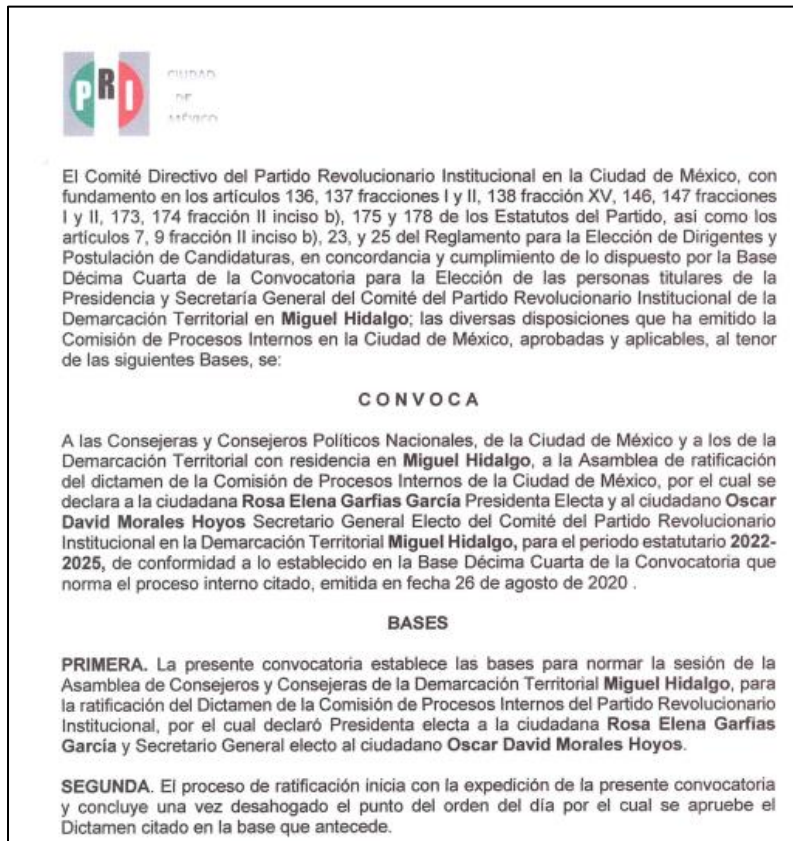 PRI
CIUDAD
DE
MÉXICO
El Comité Directivo del Partido Revolucionario Institucional en la Ciudad de México, con
fundamento en los artículos 136, 137 fracciones I y II, 138 fracción XV, 146, 147 fracciones
I y II, 173, 174 fracción II inciso b), 175 y 178 de los Estatutos del Partido, así como los
artículos 7, 9 fracción II inciso b), 23, y 25 del Reglamento para la Elección de Dirigentes y
Postulación de Candidaturas, en concordancia y cumplimiento de lo dispuesto por la Base
Décima Cuarta de la Convocatoria para la Elección de las personas titulares de la
Presidencia y Secretaría General del Comité del Partido Revolucionario Institucional de la
Demarcación Territorial en Miguel Hidalgo; las diversas disposiciones que ha emitido la
Comisión de Procesos Internos en la Ciudad de México, aprobadas y aplicables, al tenor
de las siguientes Bases, se:
C O N V O C A
A las Consejeras y Consejeros Políticos Nacionales, de la Ciudad de México y a los de la
Demarcación Territorial con residencia en Miguel Hidalgo, a la Asamblea de ratificación
del dictamen de la Comisión de Procesos Internos de la Ciudad de México, por el cual se
declara a la ciudadana Rosa Elena Garfias García Presidenta Electa y al ciudadano Oscar
David Morales Hoyos Secretario General Electo del Comité del Partido Revolucionario
Institucional en la Demarcación Territorial Miguel Hidalgo, para el periodo estatutario 2022-
2025, de conformidad a lo establecido en la Base Décima Cuarta de la Convocatoria que
norma el proceso interno citado, emitida en fecha 26 de agosto de 2020 .
BASES
PRIMERA. La presente convocatoria establece las bases para normar la sesión de la
Asamblea de Consejeros y Consejeras de la Demarcación Territorial Miguel Hidalgo, para
la ratificación del Dictamen de la Comisión de Procesos Internos del Partido Revolucionario
Institucional, por el cual declaró Presidenta electa a la ciudadana Rosa Elena Garfias
García y Secretario General electo al ciudadano Oscar David Morales Hoyos.
SEGUNDA. El proceso de ratificación inicia con la expedición de la presente convocatoria
y concluye una vez desahogado el punto del orden del día por el cual se apruebe el
Dictamen citado en la base que antecede.